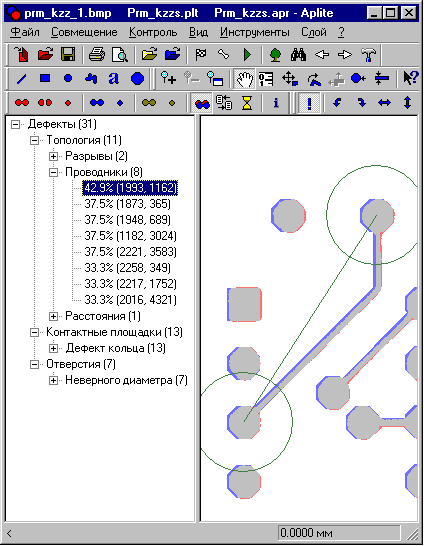 prm_kzz_1.bmp Prm_kzzs.plt Prm_kzzs.apr - Aplite
Файл Совмещение Контроль Вид Инструменты Слой ?
Дефекты (31)
Топология (11)
Разрывы (2)
Проводники (8)
42.9% (1993, 1162)
37.5% (1873, 365)
37.5% (1948, 689)
37.5% (1182, 3024)
37.5% (2221, 3583)
33.3% (2258, 349)
33.3% (2217, 1752)
33.3% (2016, 4321)
Расстояния (1)
Контактные площадки (13)
Дефект кольца (13)
Отверстия (7)
Неверного диаметра (7)
< 0.0000 мм